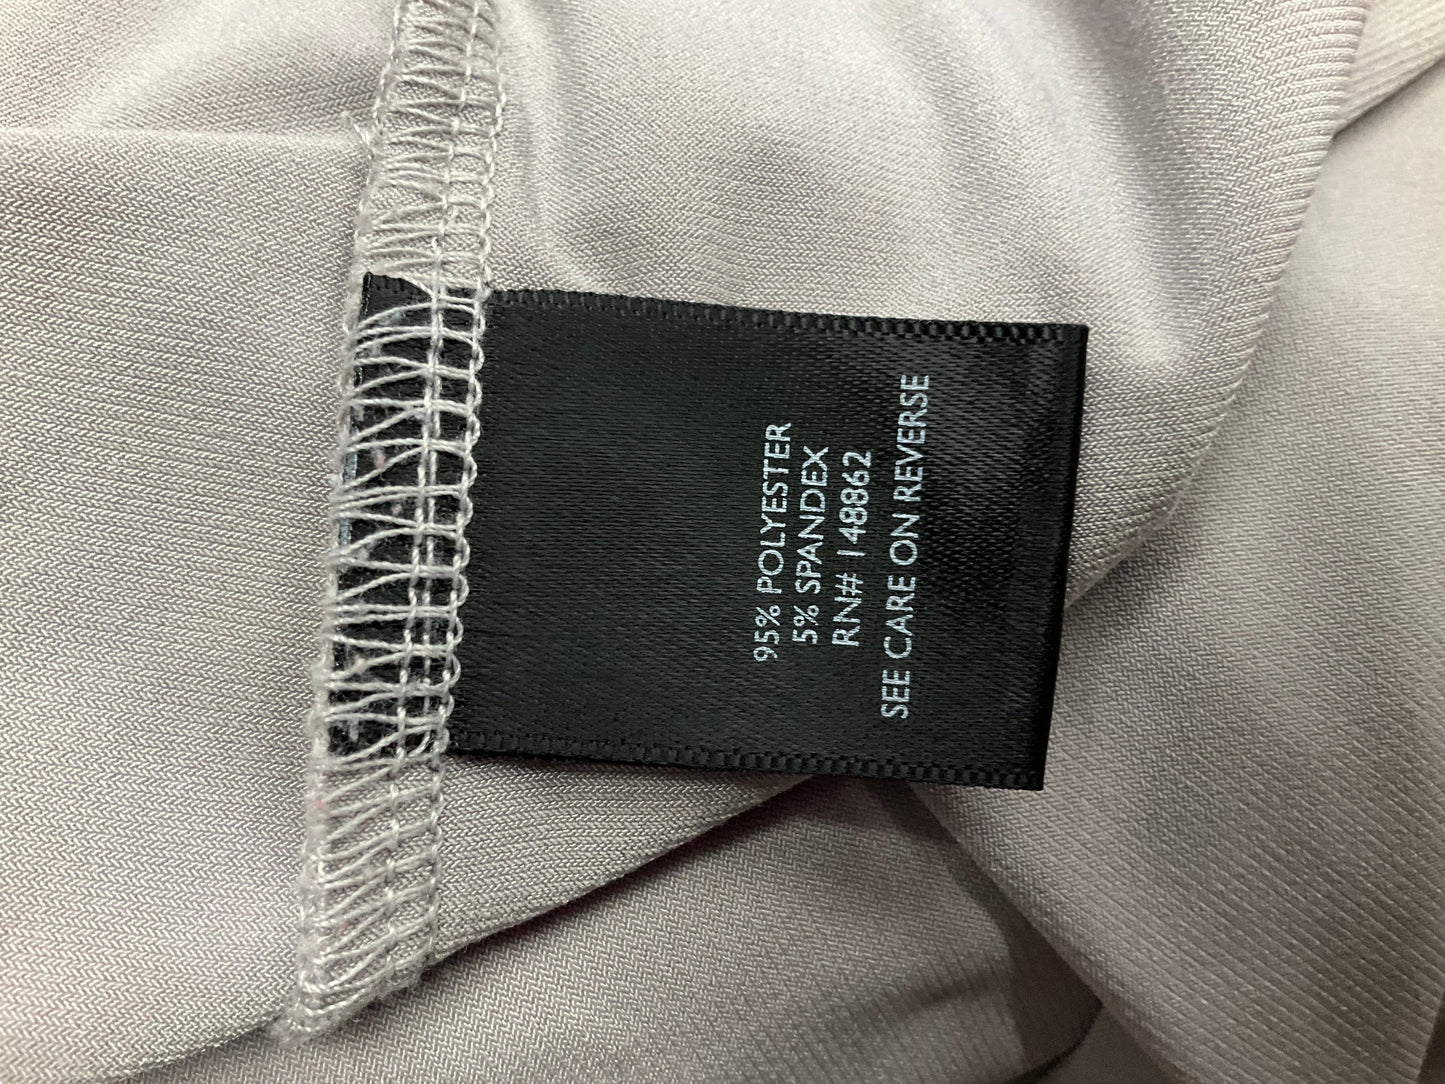 95% POLYESTER
5% SPANDEX
RN# 148862
SEE CARE ON REVERSE